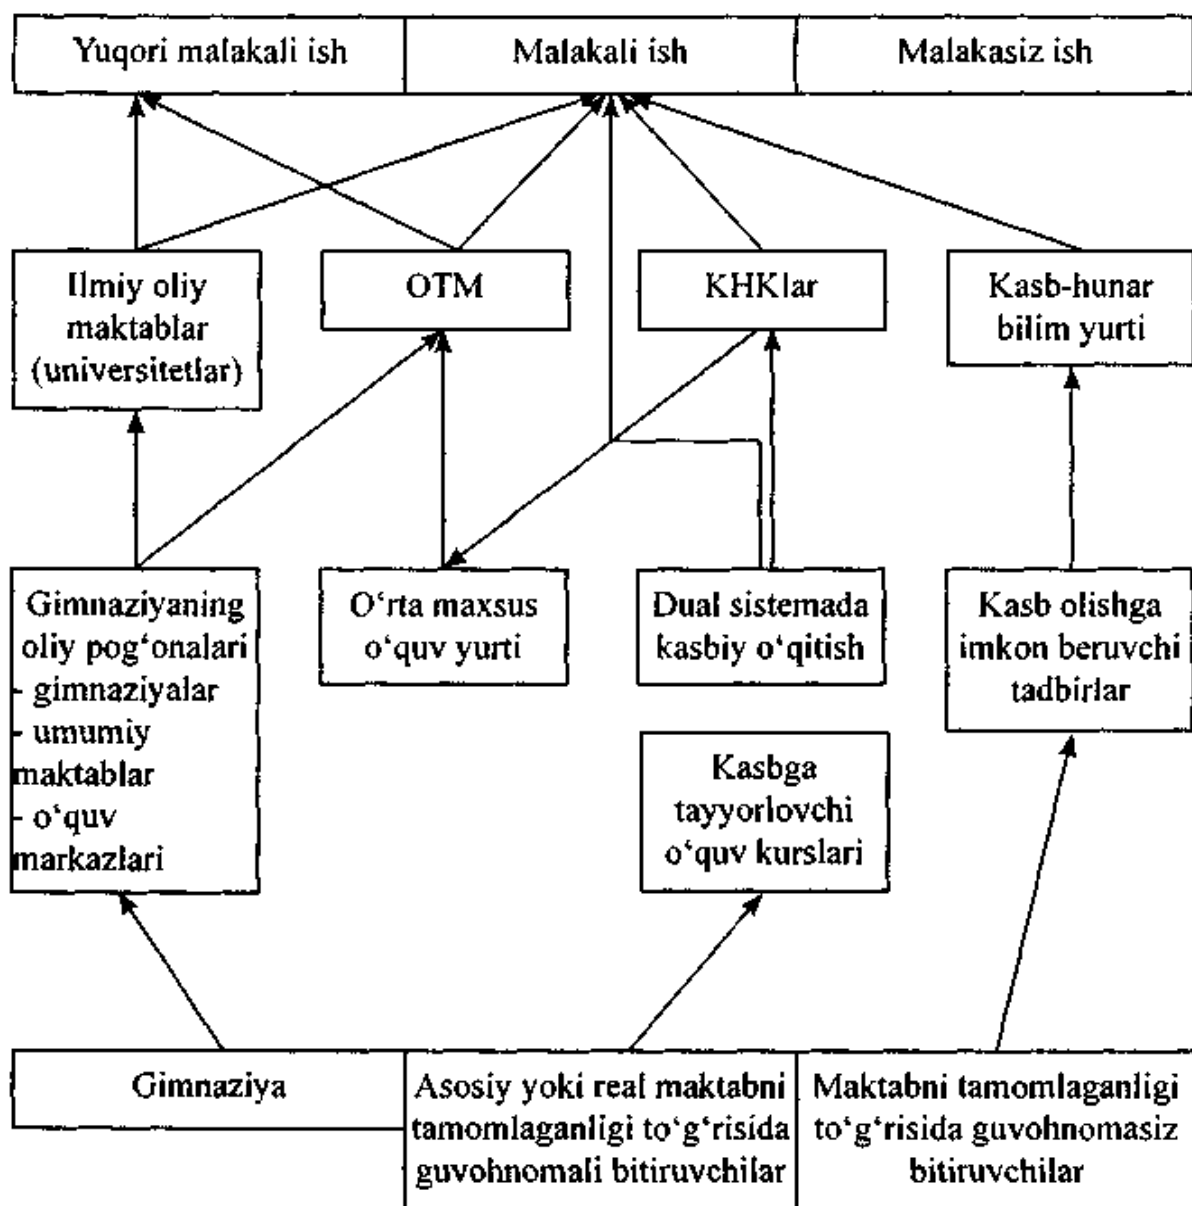 Yuqori malakali ish
Malakali ish
Malakasiz ish
Ilmiy oliy
maktablar
(universitetlar)
OTM
KHKlar
Kasb-hunar
bilim yurti
Gimnaziyaning
oliy pog‘onalari
- gimnaziyalar
- umumiy
maktablar
- o‘quv
markazlari
O‘rta maxsus
o‘quv yurti
Dual sistemada
kasbiy o‘qitish
Kasb olishga
imkon beruvchi
tadbirlar
Kasbga
tayyorlovchi
o‘quv kurslari
Gimnaziya
Asosiy yoki real maktabni
tamomlaganligi to‘g‘risida
guvohnomali bitiruvchilar
Maktabni tamomlaganligi
to‘g‘risida guvohnomasiz
bitiruvchilar